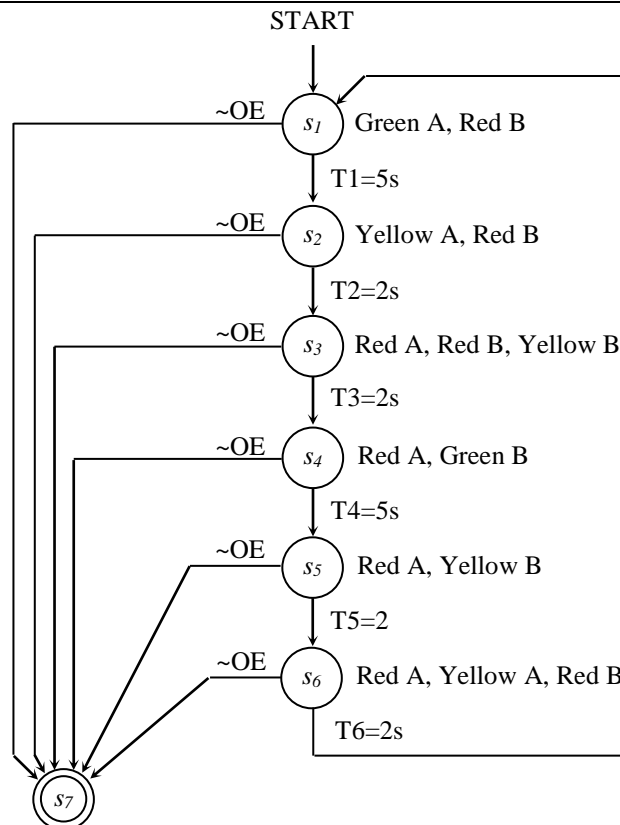 START
~OE s1 Green A, Red B
T1=5s
~OE s2 Yellow A, Red B
T2=2s
~OE s3 Red A, Red B, Yellow B
T3=2s
~OE s4 Red A, Green B
T4=5s
~OE s5 Red A, Yellow B
T5=2
~OE s6 Red A, Yellow A, Red B
T6=2s
s7